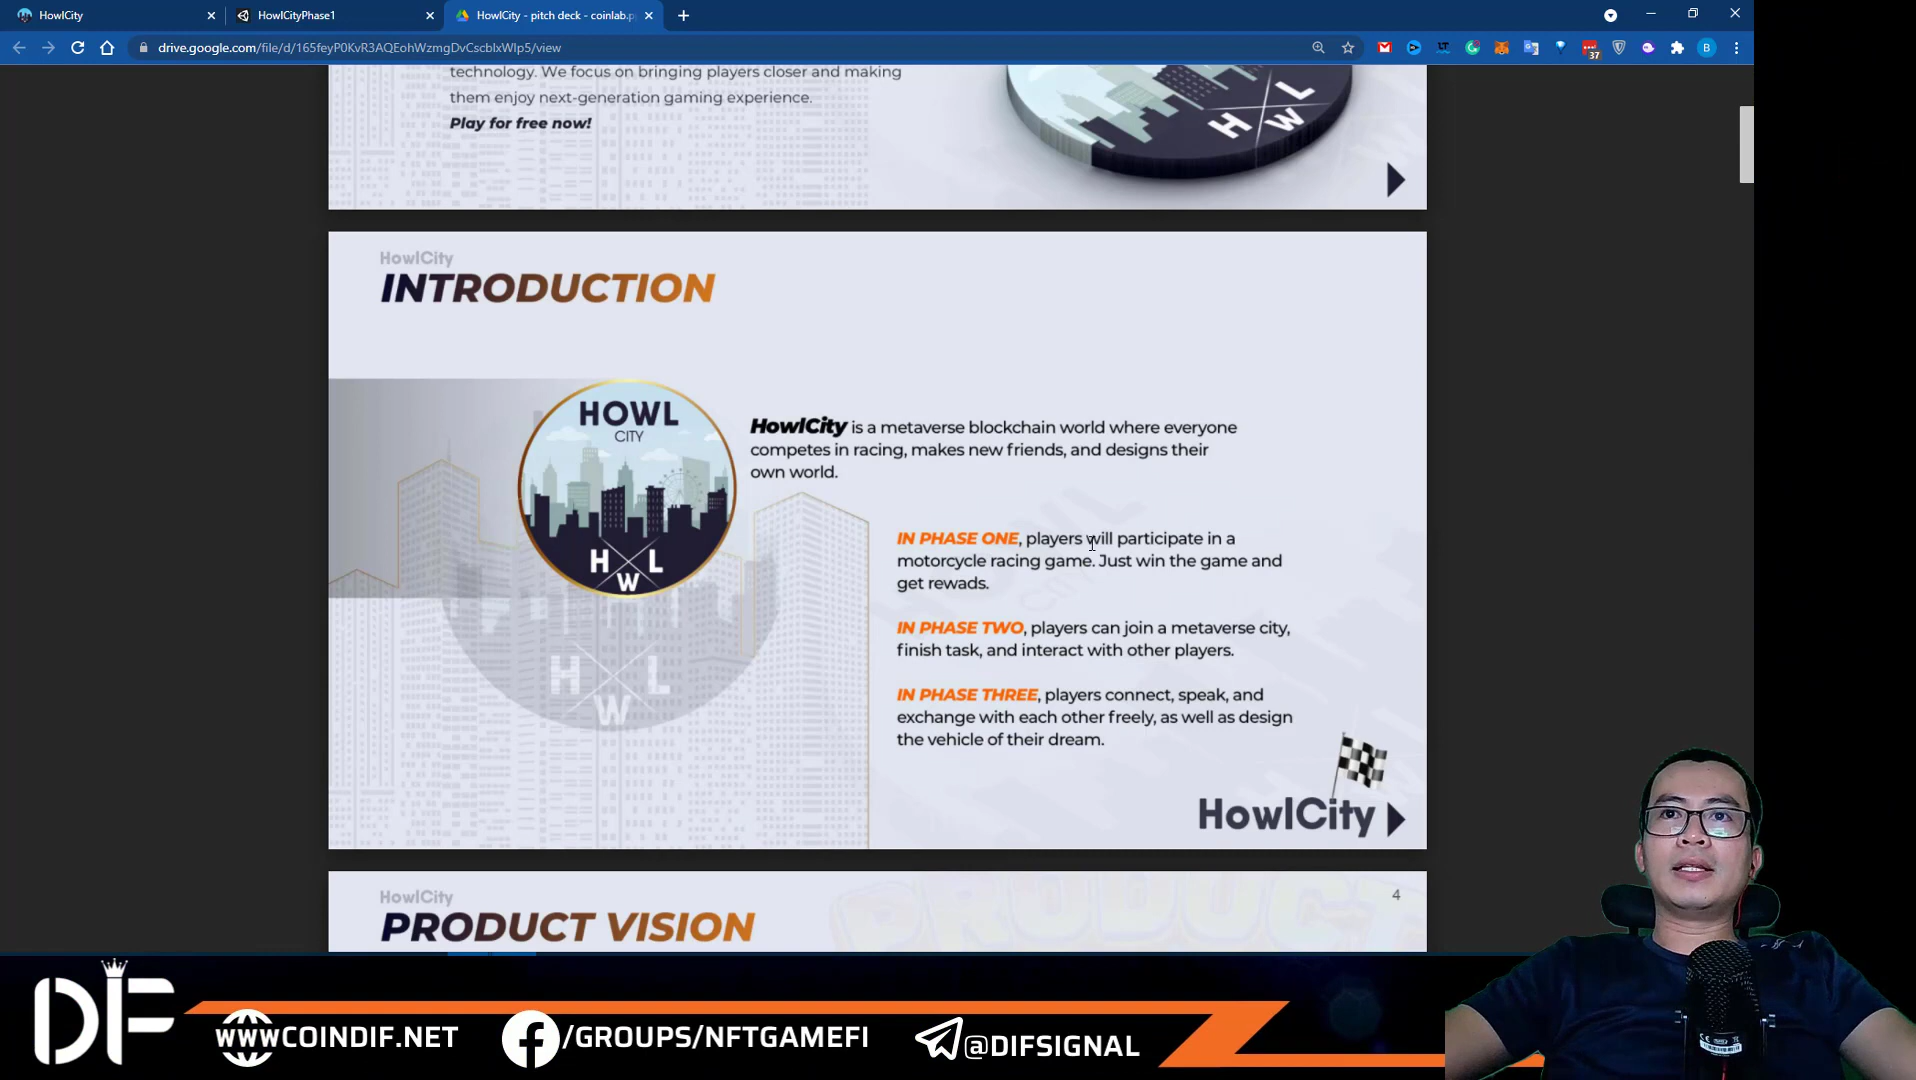 HowlCity
HowlCityPhase1
HowlCity - pitch deck - coinlab.p
drive.google.com/file/d/165feyP0KvR3AQEohWzmgDvCscblxWIp5/view
37
B
technology. We focus on bringing players closer and making
them enjoy next-generation gaming experience.
Play for free now!
H W L
HowlCity
INTRODUCTION
HOWL
CITY
H L
W
HowlCity is a metaverse blockchain world where everyone
competes in racing, makes new friends, and designs their
own world.
IN PHASE ONE, players will participate in a
motorcycle racing game. Just win the game and
get rewads.
IN PHASE TWO, players can join a metaverse city,
finish task, and interact with other players.
IN PHASE THREE, players connect, speak, and
exchange with each other freely, as well as design
the vehicle of their dream.
H L
W
HowlCity
HowlCity
4
PRODUCT VISION
DIF
WWW.COINDIF.NET
/GROUPS/NFTGAMEFI
@DIFSIGNAL